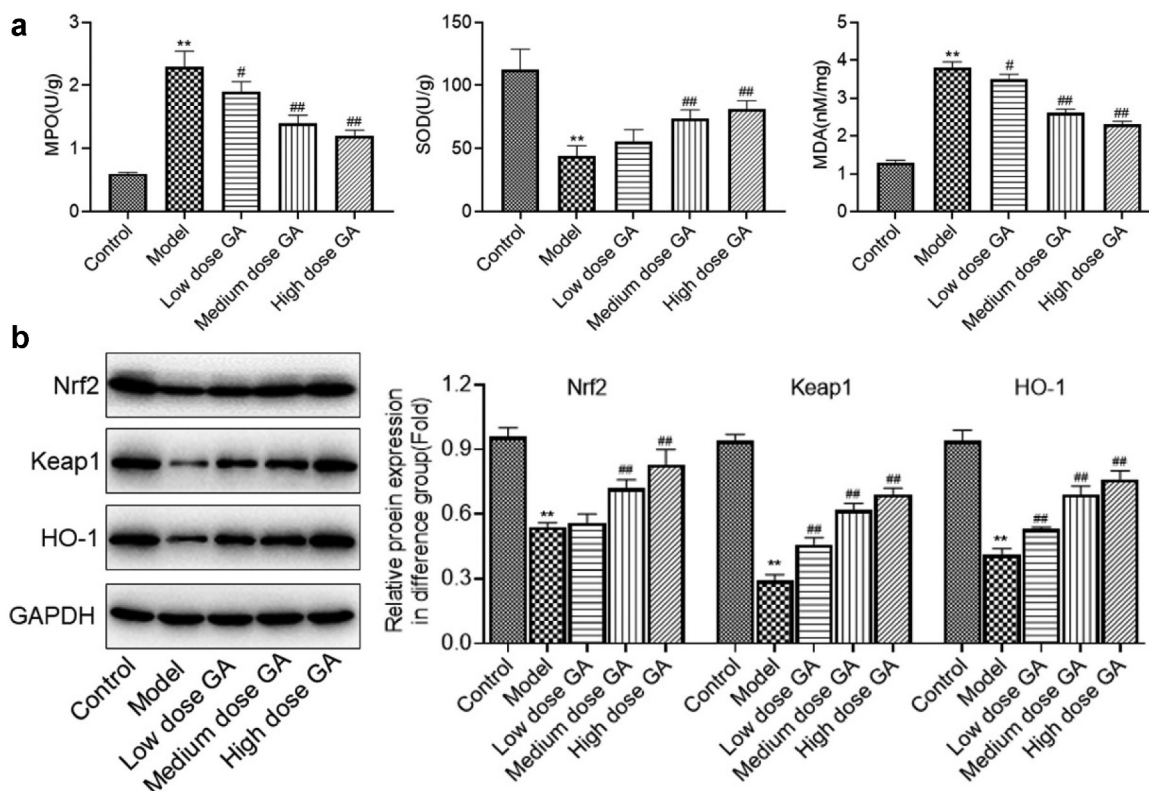 a
MPO(U/g)
3
2
1
0
**
#
##
##
Control
Model
Low dose GA
Medium dose GA
High dose GA
SOD(U/g)
150
100
50
0
**
##
##
Control
Model
Low dose GA
Medium dose GA
High dose GA
MDA(nM/mg)
5
4
3
2
1
0
**
#
##
##
Control
Model
Low dose GA
Medium dose GA
High dose GA
b
Nrf2
Keap1
HO-1
GAPDH
Control
Model
Low dose GA
Medium dose GA
High dose GA
Relative proein expression
in difference group(Fold)
1.2
0.9
0.6
0.3
0.0
Nrf2
Keap1
HO-1
**
##
##
**
##
##
##
**
##
##
##
Control
Model
Low dose GA
Medium dose GA
High dose GA
Control
Model
Low dose GA
Medium dose GA
High dose GA
Control
Model
Low dose GA
Medium dose GA
High dose GA